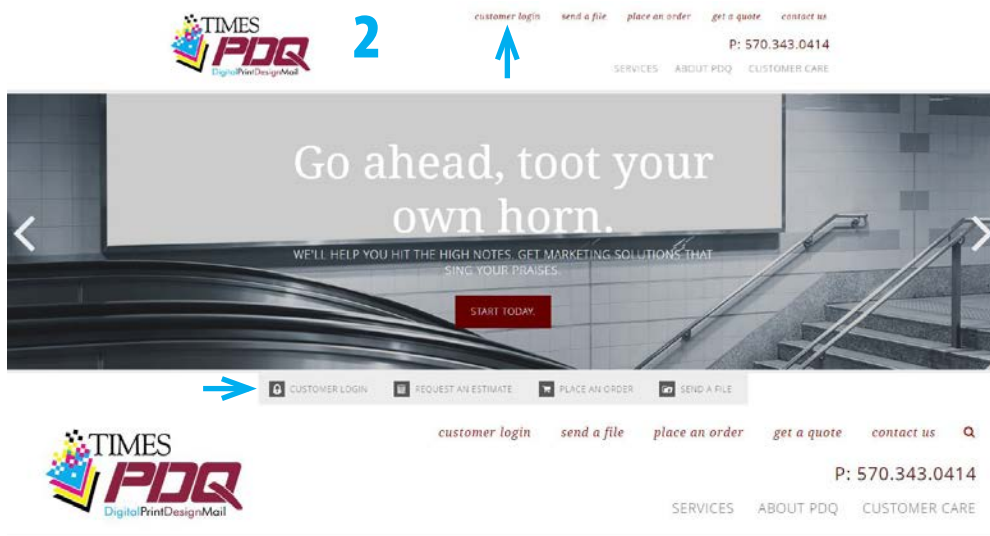 TIMES
PDQ
DigitalPrintDesignMail
2
customer login send a file place an order get a quote contact us
P: 570.343.0414
SERVICES ABOUT PDQ CUSTOMER CARE
Go ahead, toot your
own horn.
WE'LL HELP YOU HIT THE HIGH NOTES. GET MARKETING SOLUTIONS THAT
SING YOUR PRAISES.
START TODAY.
CUSTOMER LOGIN REQUEST AN ESTIMATE PLACE AN ORDER SEND A FILE
TIMES
PDQ
DigitalPrintDesignMail
customer login send a file place an order get a quote contact us
P: 570.343.0414
SERVICES ABOUT PDQ CUSTOMER CARE